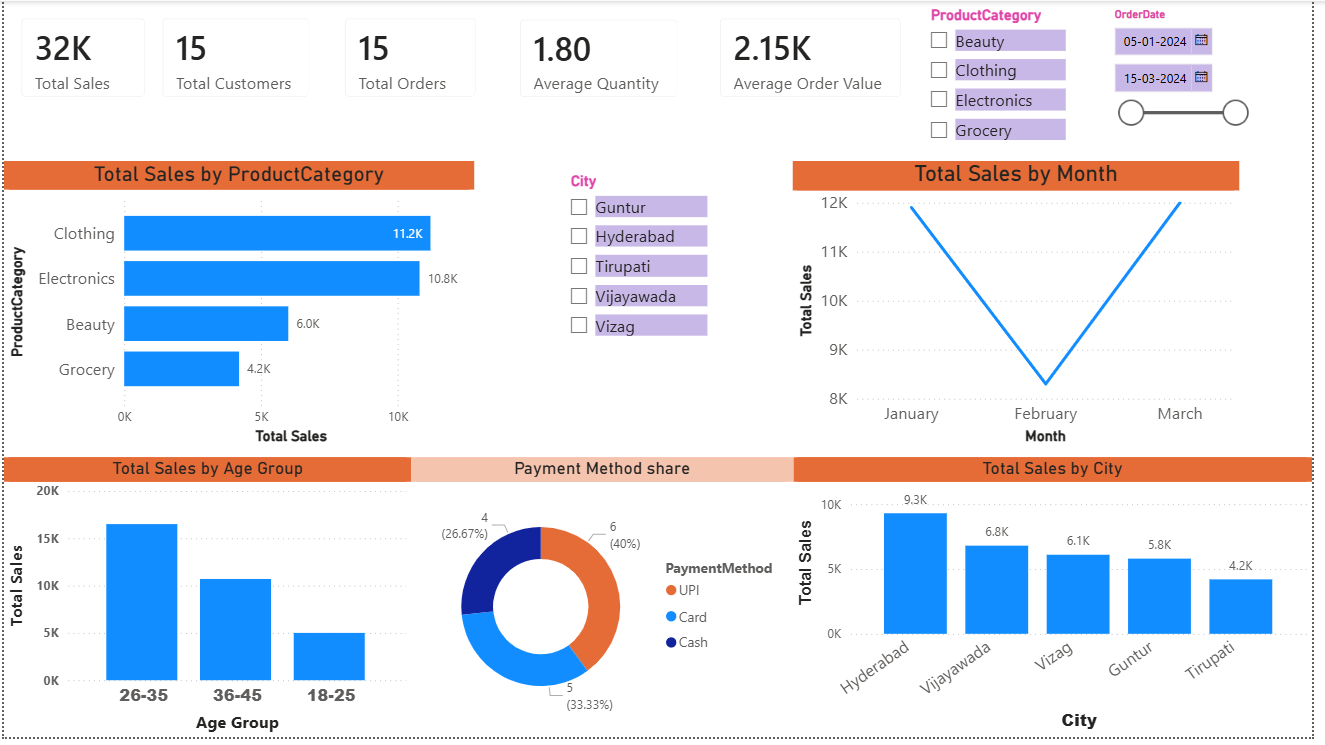 32K
Total Sales
15
Total Customers
15
Total Orders
1.80
Average Quantity
2.15K
Average Order Value
ProductCategory
Beauty
Clothing
Electronics
Grocery
OrderDate
05-01-2024
15-03-2024
Total Sales by ProductCategory
ProductCategory
Clothing
11.2K
Electronics
10.8K
Beauty
6.0K
Grocery
4.2K
0K
5K
10K
Total Sales
City
Guntur
Hyderabad
Tirupati
Vijayawada
Vizag
Total Sales by Month
Total Sales
12K
11K
10K
9K
8K
January
February
March
Month
Total Sales by Age Group
Total Sales
20K
15K
10K
5K
0K
26-35
36-45
18-25
Age Group
Payment Method share
4
(26.67%)
6
(40%)
5
(33.33%)
PaymentMethod
UPI
Card
Cash
Total Sales by City
Total Sales
10K
5K
0K
9.3K
6.8K
6.1K
5.8K
4.2K
Hyderabad
Vijayawada
Vizag
Guntur
Tirupati
City